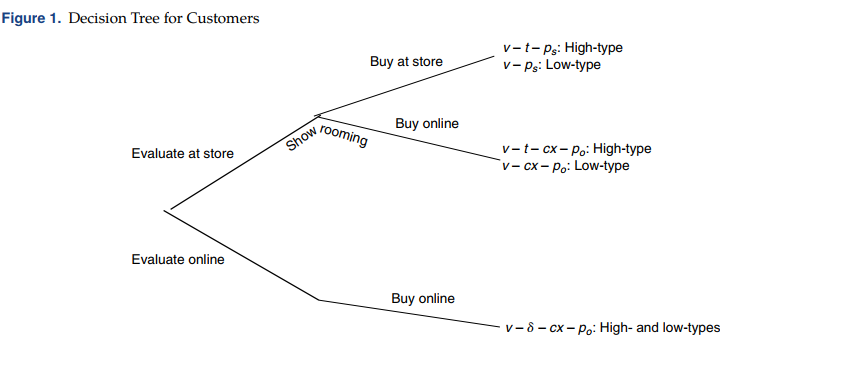 Figure 1. Decision Tree for Customers
v – t – pₛ: High-type
v – pₛ: Low-type
Buy at store
Buy online
Show rooming
Evaluate at store
v – t – cx – pₒ: High-type
v – cx – pₒ: Low-type
Evaluate online
Buy online
v – δ – cx – pₒ: High- and low-types